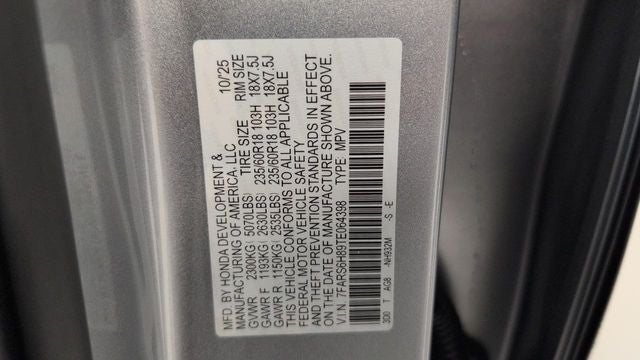 MFD. BY HONDA DEVELOPMENT & 10/25
MANUFACTURING OF AMERICA, LLC
TIRE SIZE RIM SIZE
GVWR 2300KG( 5070LBS)
GAWR F 1193KG( 2630LBS) 235/60R18 103H 18X7.5J
GAWR R 1150KG( 2535LBS) 235/60R18 103H 18X7.5J
THIS VEHICLE CONFORMS TO ALL APPLICABLE
FEDERAL MOTOR VEHICLE SAFETY
AND THEFT PREVENTION STANDARDS IN EFFECT
ON THE DATE OF MANUFACTURE SHOWN ABOVE.
V.I.N. 7FARS6H89TE064398 TYPE: MPV
3D0 T AG8 -NH932M -S -E